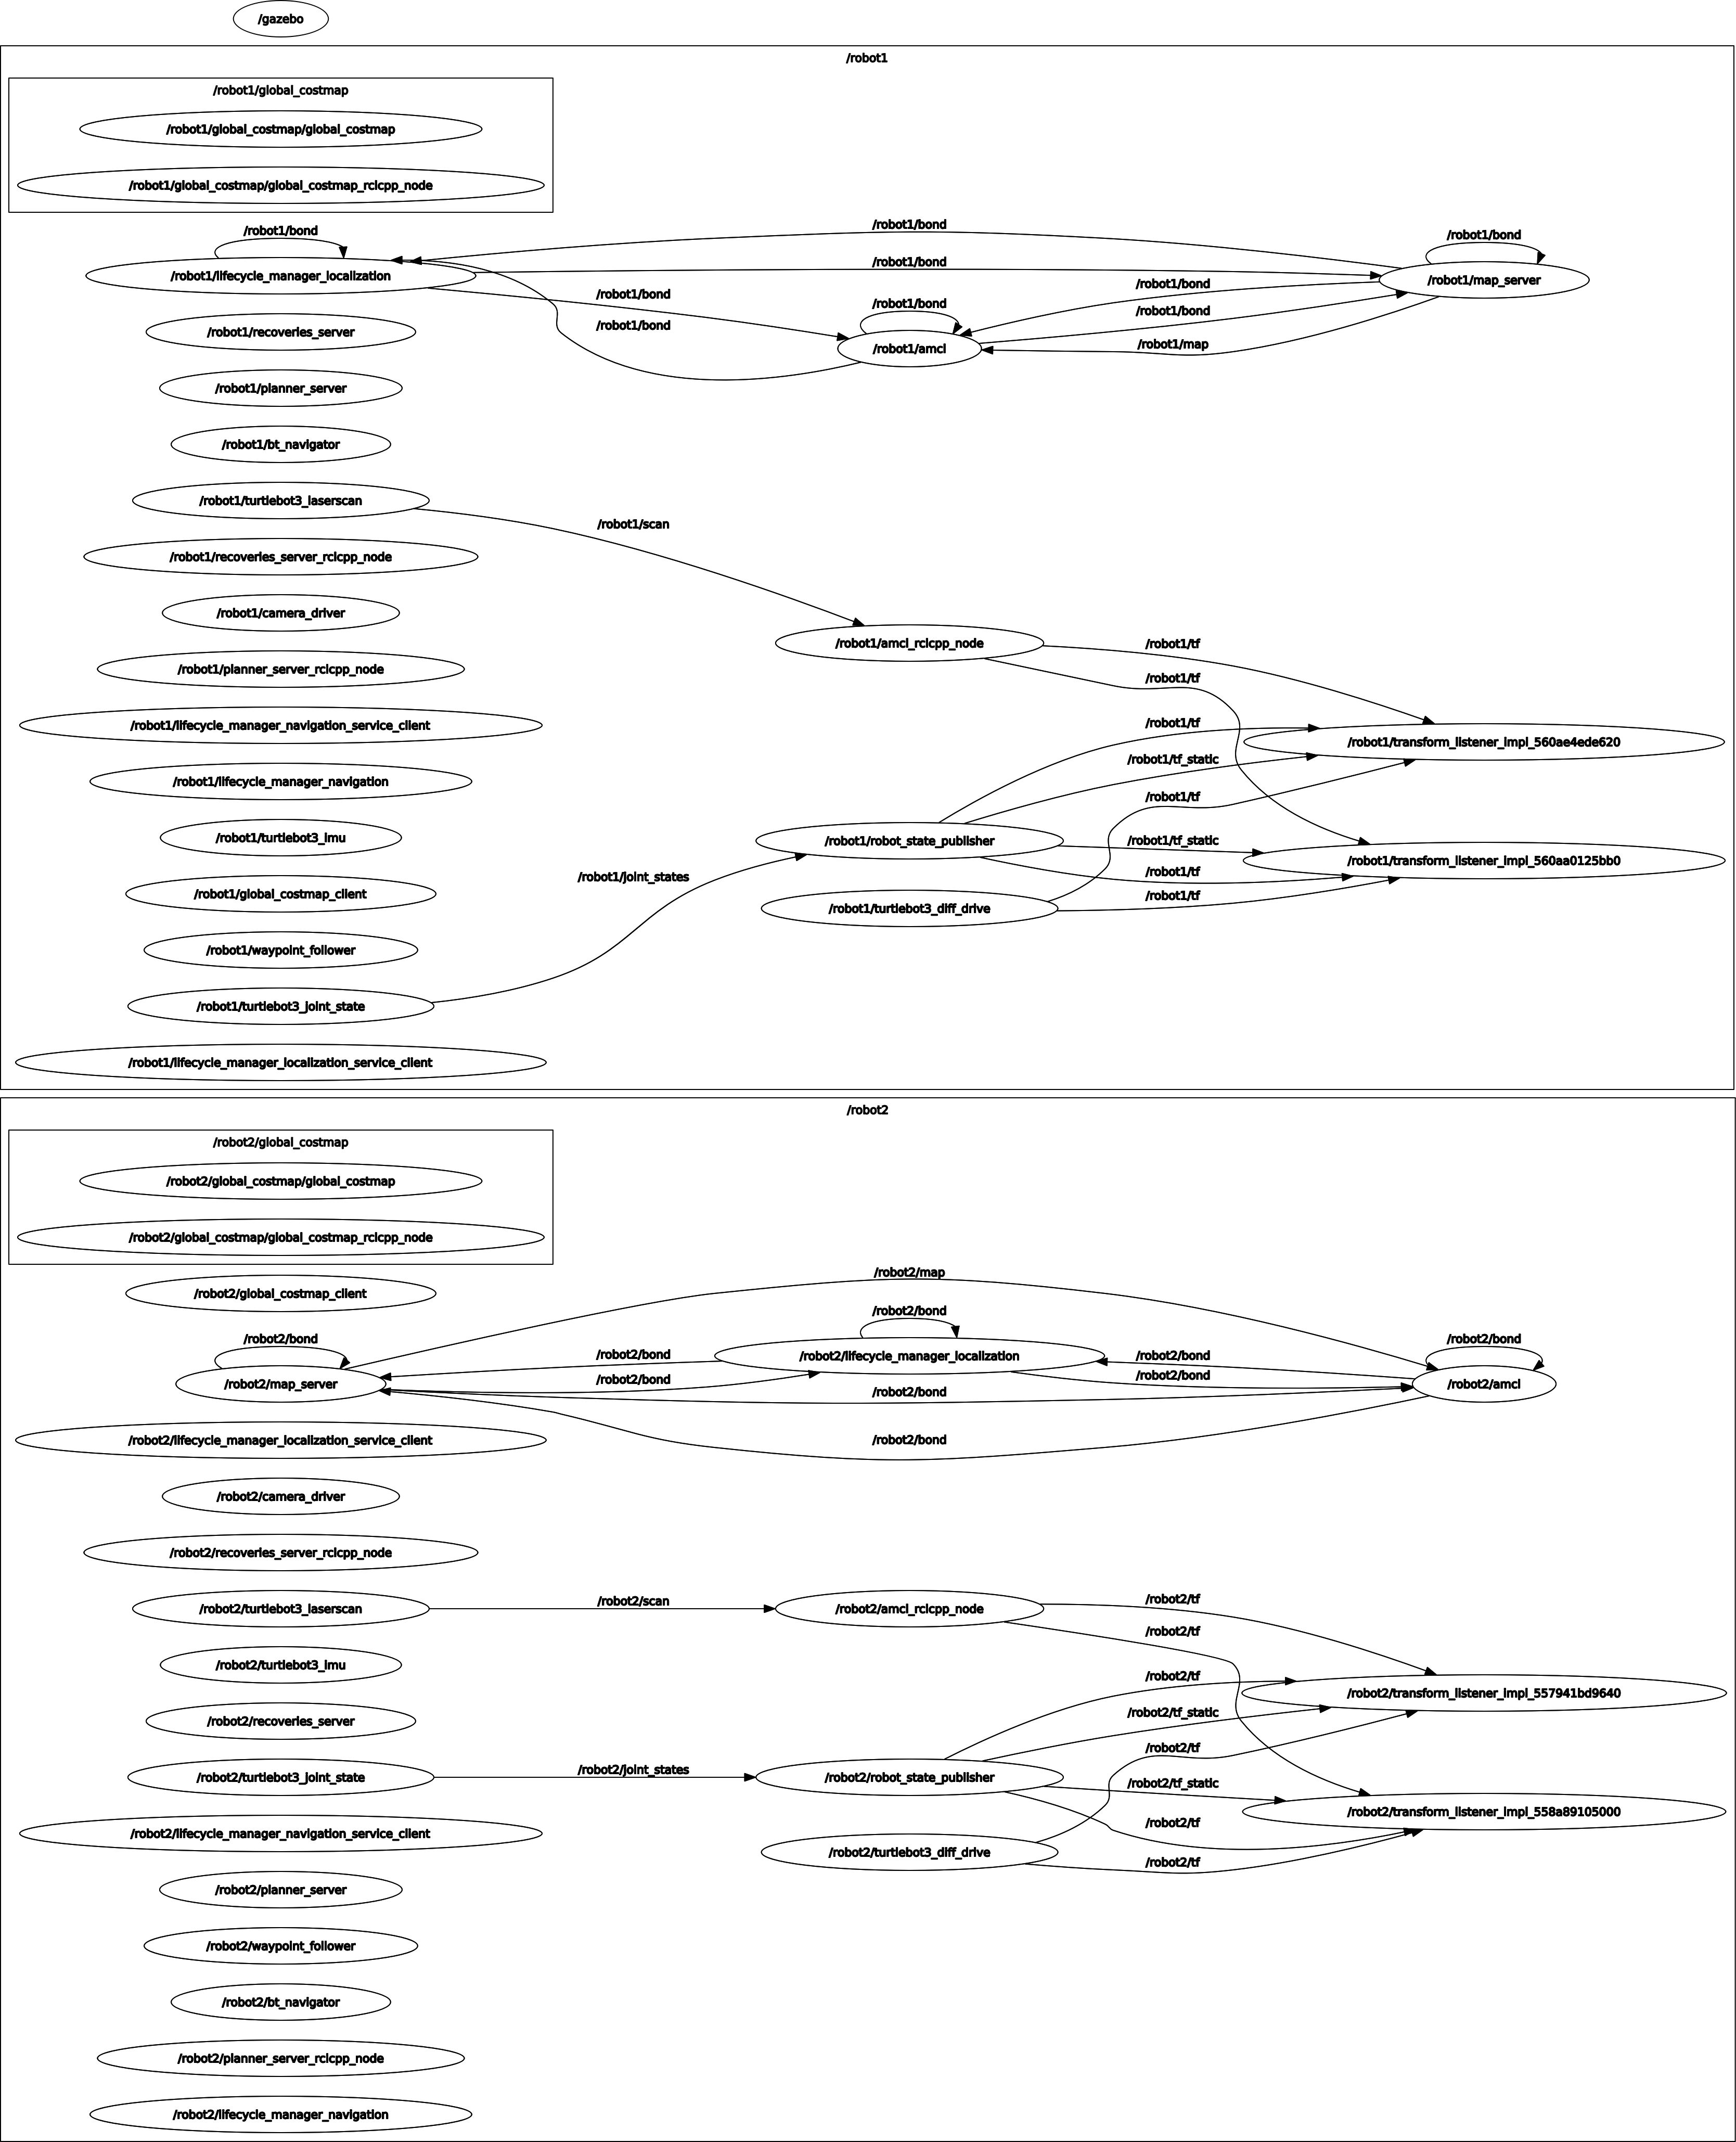 /gazebo
/robot1
/robot1/global_costmap
/robot1/global_costmap/global_costmap
/robot1/global_costmap/global_costmap_rclcpp_node
/robot1/bond
/robot1/bond
/robot1/bond
/robot1/bond
/robot1/lifecycle_manager_localization
/robot1/map_server
/robot1/bond
/robot1/bond
/robot1/bond
/robot1/bond
/robot1/bond
/robot1/recoveries_server
/robot1/map
/robot1/amcl
/robot1/planner_server
/robot1/bt_navigator
/robot1/turtlebot3_laserscan
/robot1/scan
/robot1/recoveries_server_rclcpp_node
/robot1/camera_driver
/robot1/amcl_rclcpp_node
/robot1/tf
/robot1/planner_server_rclcpp_node
/robot1/tf
/robot1/lifecycle_manager_navigation_service_client
/robot1/tf
/robot1/transform_listener_impl_560ae4ede620
/robot1/tf_static
/robot1/lifecycle_manager_navigation
/robot1/tf
/robot1/turtlebot3_imu
/robot1/robot_state_publisher
/robot1/tf_static
/robot1/transform_listener_impl_560aa0125bb0
/robot1/joint_states
/robot1/tf
/robot1/global_costmap_client
/robot1/tf
/robot1/turtlebot3_diff_drive
/robot1/waypoint_follower
/robot1/turtlebot3_joint_state
/robot1/lifecycle_manager_localization_service_client
/robot2
/robot2/global_costmap
/robot2/global_costmap/global_costmap
/robot2/global_costmap/global_costmap_rclcpp_node
/robot2/map
/robot2/global_costmap_client
/robot2/bond
/robot2/bond
/robot2/bond
/robot2/bond
/robot2/lifecycle_manager_localization
/robot2/bond
/robot2/bond
/robot2/bond
/robot2/map_server
/robot2/amcl
/robot2/bond
/robot2/bond
/robot2/lifecycle_manager_localization_service_client
/robot2/camera_driver
/robot2/recoveries_server_rclcpp_node
/robot2/turtlebot3_laserscan
/robot2/scan
/robot2/amcl_rclcpp_node
/robot2/tf
/robot2/tf
/robot2/turtlebot3_imu
/robot2/tf
/robot2/transform_listener_impl_557941bd9640
/robot2/tf_static
/robot2/recoveries_server
/robot2/tf
/robot2/turtlebot3_joint_state
/robot2/joint_states
/robot2/robot_state_publisher
/robot2/tf_static
/robot2/transform_listener_impl_558a89105000
/robot2/tf
/robot2/lifecycle_manager_navigation_service_client
/robot2/turtlebot3_diff_drive
/robot2/tf
/robot2/planner_server
/robot2/waypoint_follower
/robot2/bt_navigator
/robot2/planner_server_rclcpp_node
/robot2/lifecycle_manager_navigation